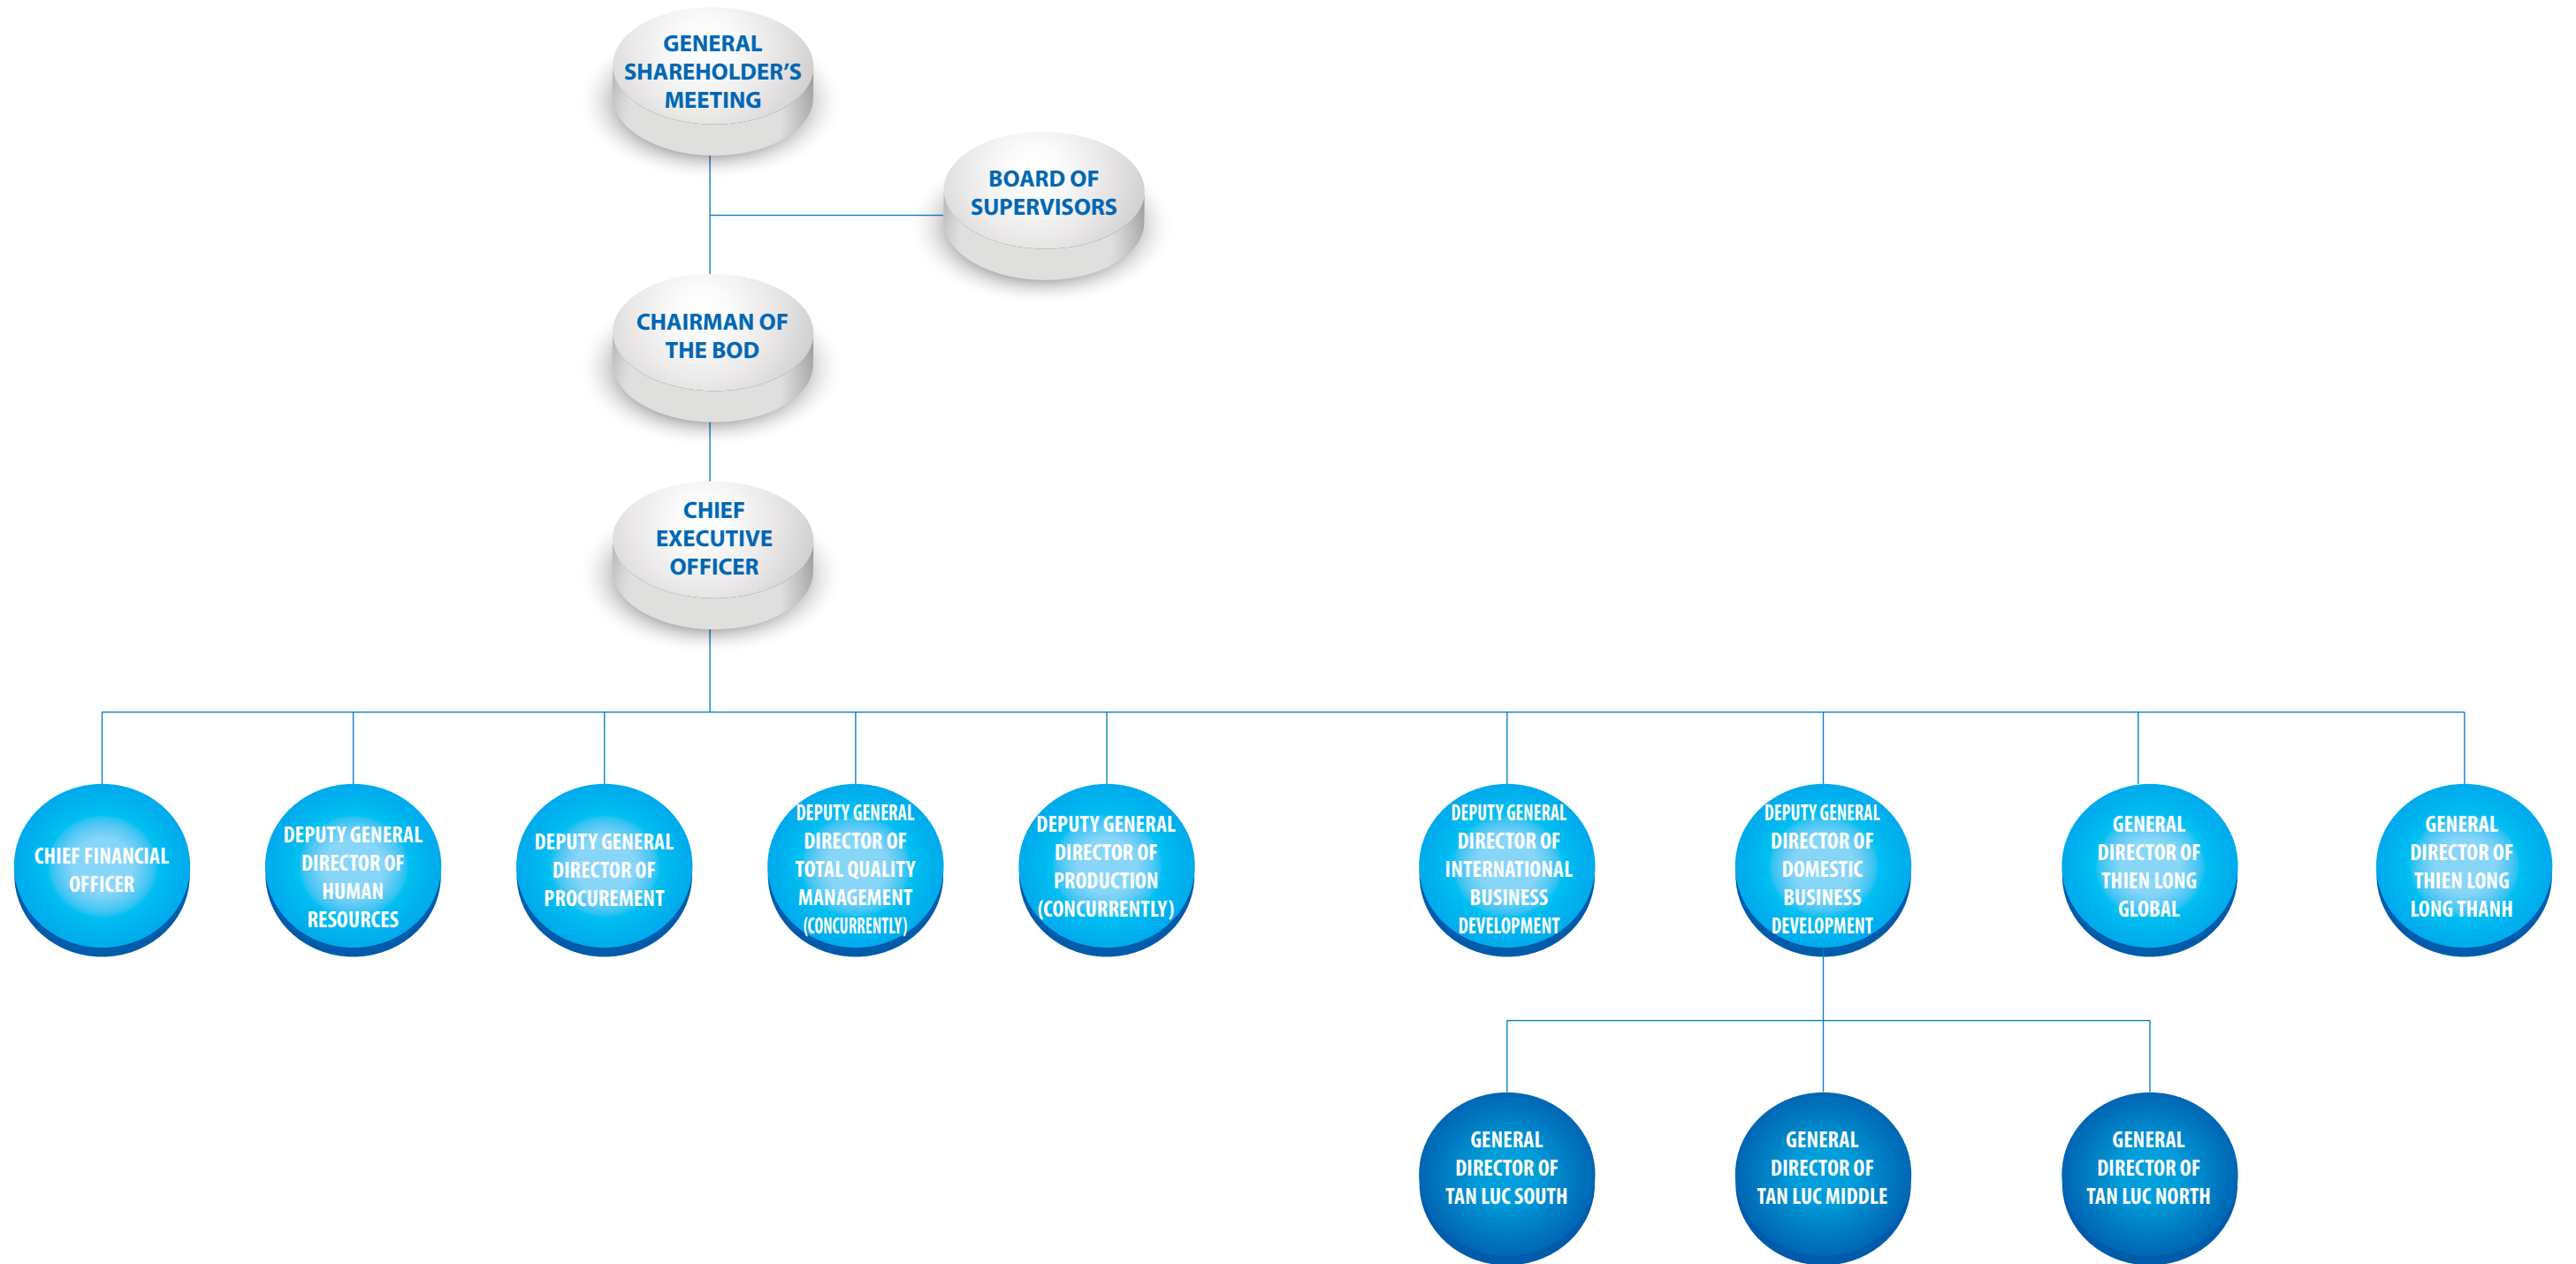 GENERAL
SHAREHOLDER’S
MEETING
BOARD OF
SUPERVISORS
CHAIRMAN OF
THE BOD
CHIEF
EXECUTIVE
OFFICER
CHIEF FINANCIAL
OFFICER
DEPUTY GENERAL
DIRECTOR OF
HUMAN
RESOURCES
DEPUTY GENERAL
DIRECTOR OF
PROCUREMENT
DEPUTY GENERAL
DIRECTOR OF
TOTAL QUALITY
MANAGEMENT
(CONCURRENTLY)
DEPUTY GENERAL
DIRECTOR OF
PRODUCTION
(CONCURRENTLY)
DEPUTY GENERAL
DIRECTOR OF
INTERNATIONAL
BUSINESS
DEVELOPMENT
DEPUTY GENERAL
DIRECTOR OF
DOMESTIC
BUSINESS
DEVELOPMENT
GENERAL
DIRECTOR OF
THIEN LONG
GLOBAL
GENERAL
DIRECTOR OF
THIEN LONG
LONG THANH
GENERAL
DIRECTOR OF
TAN LUC SOUTH
GENERAL
DIRECTOR OF
TAN LUC MIDDLE
GENERAL
DIRECTOR OF
TAN LUC NORTH